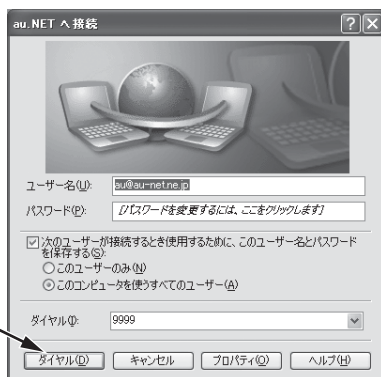 au.NET へ接続
ユーザー名(U):
au@au-net.ne.jp
パスワード(P):
[パスワードを変更するには、ここをクリックします]
次のユーザーが接続するとき使用するために、このユーザー名とパスワード
を保存する(S):
このユーザーのみ(N)
このコンピュータを使うすべてのユーザー(A)
ダイヤル(I):
9999
ダイヤル(D) キャンセル プロパティ(O) ヘルプ(H)